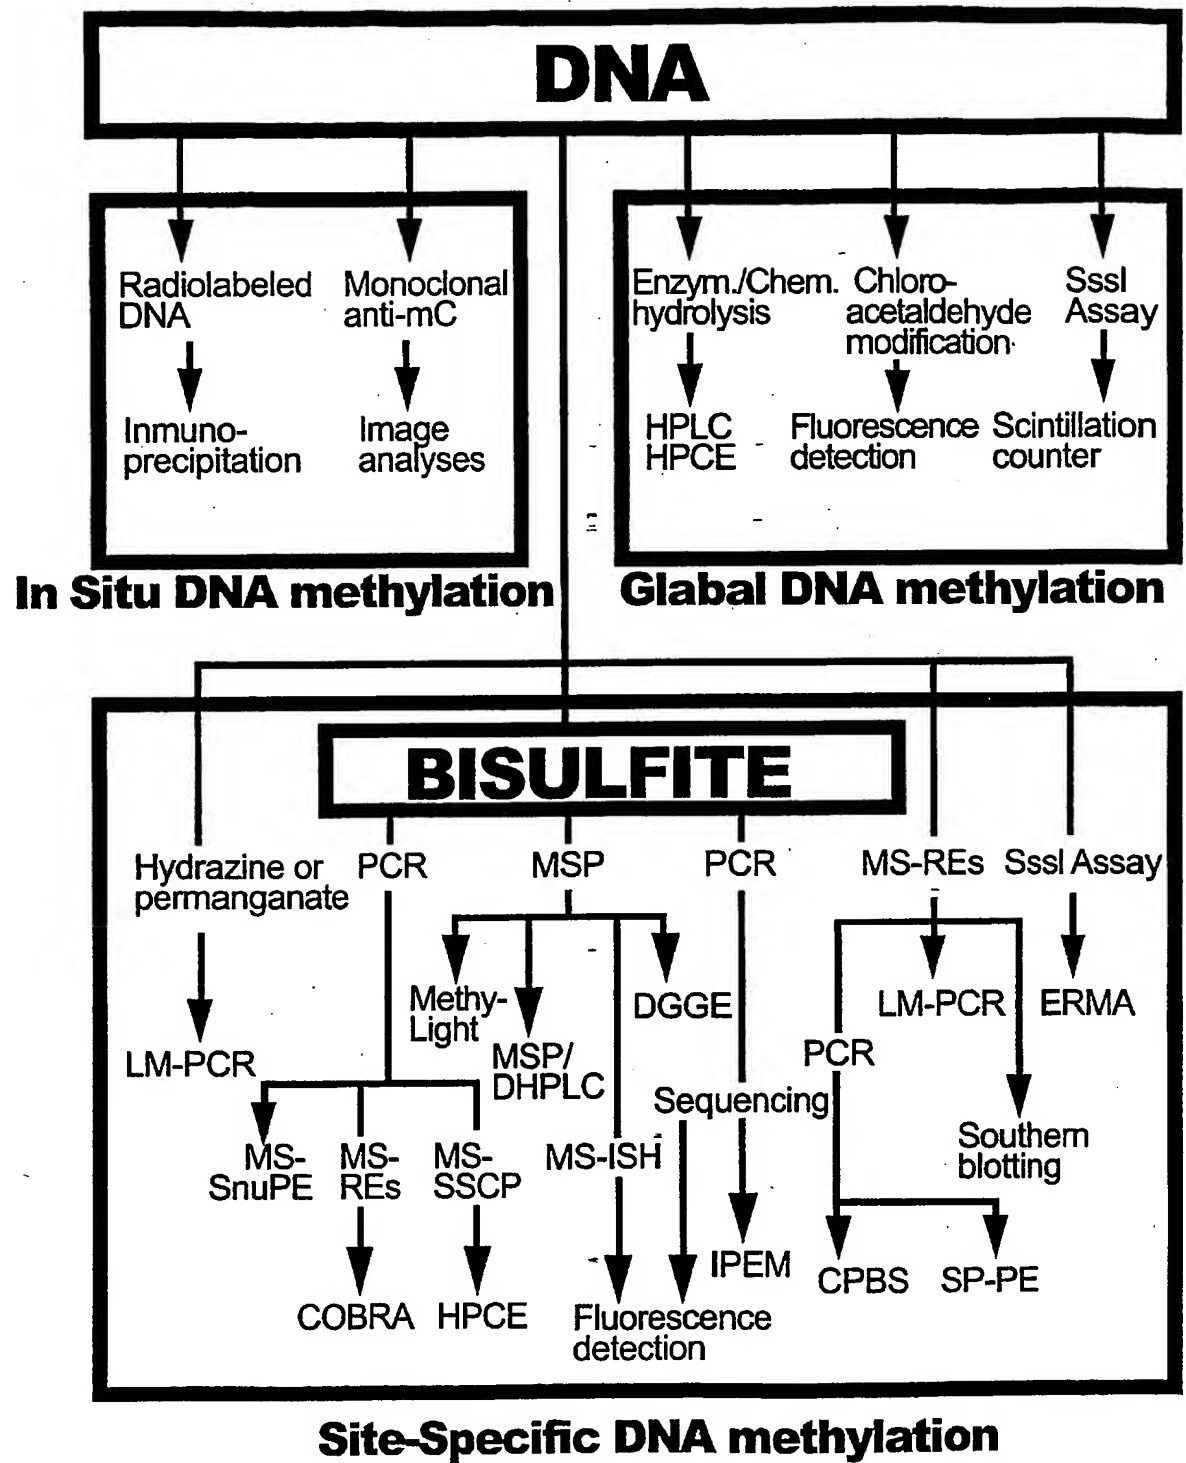 DNA
Radiolabeled
DNA
Monoclonal
anti-mC
Inmuno-
precipitation
Image
analyses
Enzym./Chem.
hydrolysis
Chloro-
acetaldehyde
modification
SssI
Assay
HPLC
HPCE
Fluorescence
detection
Scintillation
counter
In Situ DNA methylation
Glabal DNA methylation
BISULFITE
Hydrazine or
permanganate
PCR
MSP
PCR
MS-REs
SssI Assay
LM-PCR
Methy-
Light
MSP/
DHPLC
DGGE
LM-PCR
ERMA
PCR
Sequencing
Southern
blotting
MS-
SnuPE
MS-
REs
MS-
SSCP
MS-ISH
IPEM
CPBS
SP-PE
COBRA
HPCE
Fluorescence
detection
Site-Specific DNA methylation